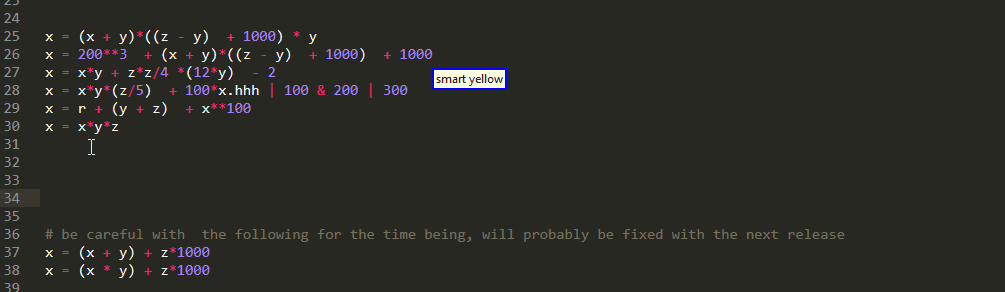 23
24
25 x = (x + y)*((z - y)  + 1000) * y
26 x = 200**3  + (x + y)*((z - y)  + 1000)  + 1000
27 x = x*y + z*z/4 *(12*y)  - 2
smart yellow
28 x = x*y*(z/5)  + 100*x.hhh | 100 & 200 | 300
29 x = r + (y + z)  + x**100
30 x = x*y*z
31
32
33
34
35
36 # be careful with  the following for the time being, will probably be fixed with the next release
37 x = (x + y) + z*1000
38 x = (x * y) + z*1000
39